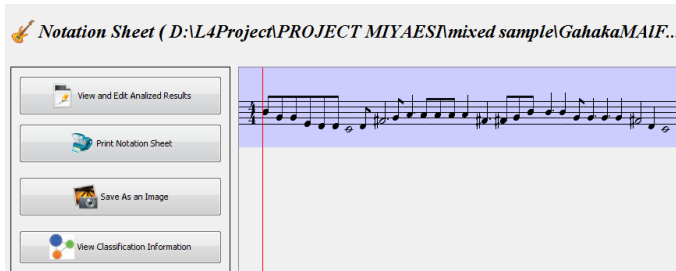 Notation Sheet ( D:\L4Project\PROJECT MIYAESI\mixed sample\GahakaMAlF...
View and Edit Analized Results
Print Notation Sheet
Save As an Image
View Classification Information